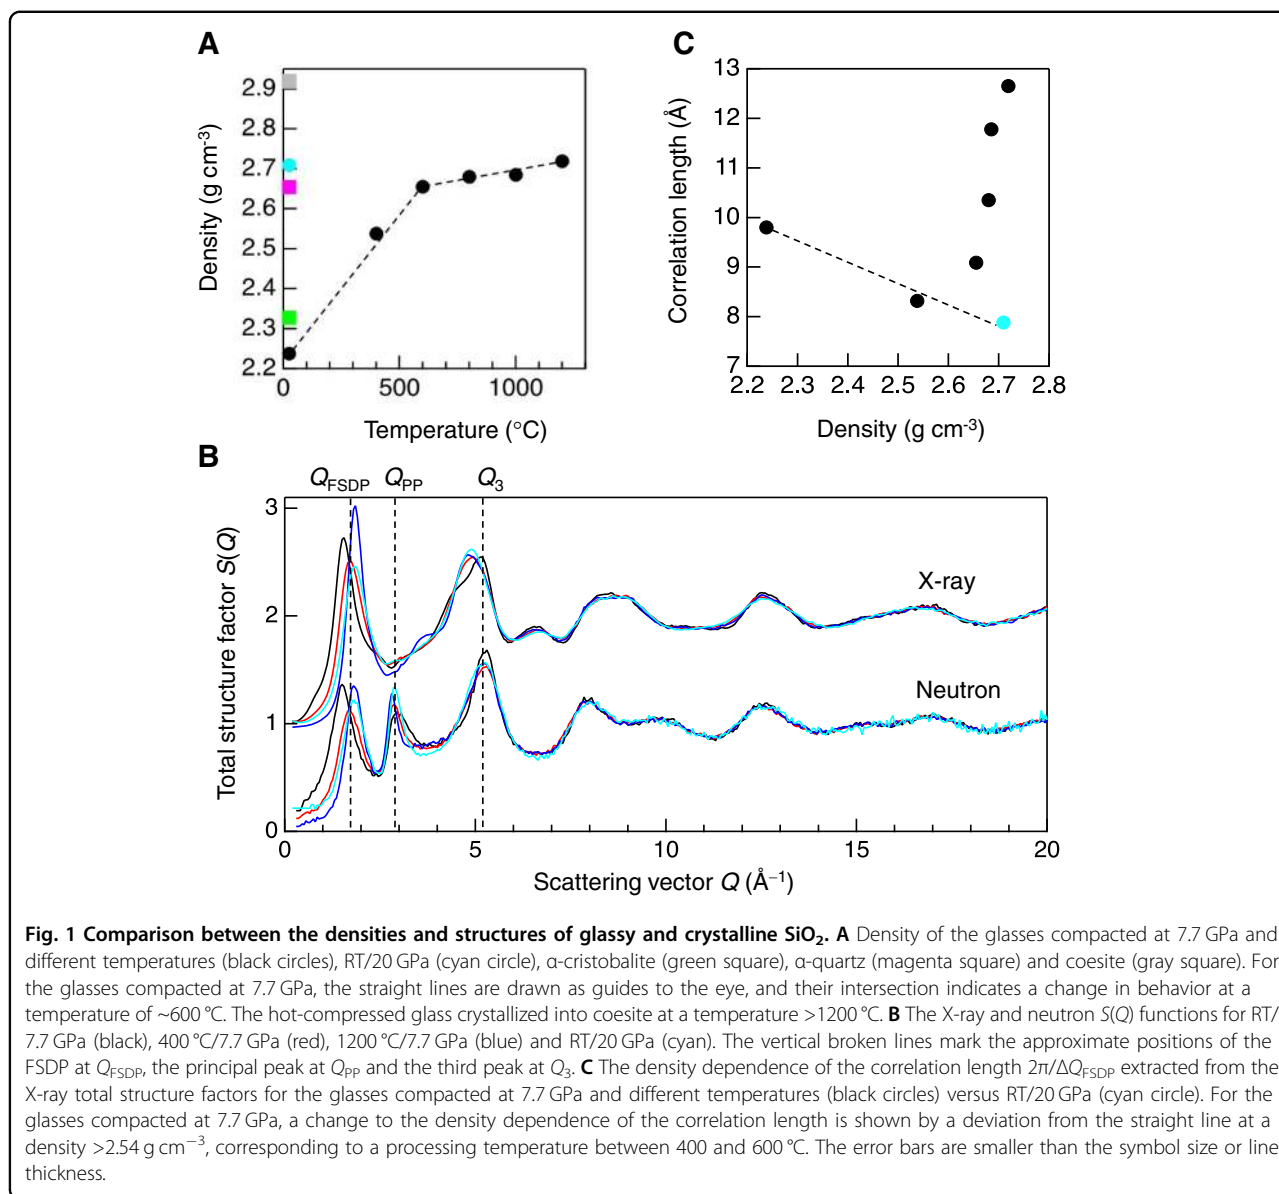 A
Density (g cm-3)
2.9
2.8
2.7
2.6
2.5
2.4
2.3
2.2
0
500
1000
Temperature (°C)
C
Correlation length (Å)
13
12
11
10
9
8
7
2.2
2.3
2.4
2.5
2.6
2.7
2.8
Density (g cm-3)
B
QFSDP
QPP
Q3
Total structure factor S(Q)
3
2
1
0
X-ray
Neutron
0
5
10
15
20
Scattering vector Q (Å−1)
Fig. 1 Comparison between the densities and structures of glassy and crystalline SiO2. A Density of the glasses compacted at 7.7 GPa and
different temperatures (black circles), RT/20 GPa (cyan circle), α-cristobalite (green square), α-quartz (magenta square) and coesite (gray square). For
the glasses compacted at 7.7 GPa, the straight lines are drawn as guides to the eye, and their intersection indicates a change in behavior at a
temperature of ~600 °C. The hot-compressed glass crystallized into coesite at a temperature >1200 °C. B The X-ray and neutron S(Q) functions for RT/
7.7 GPa (black), 400 °C/7.7 GPa (red), 1200 °C/7.7 GPa (blue) and RT/20 GPa (cyan). The vertical broken lines mark the approximate positions of the
FSDP at QFSDP, the principal peak at QPP and the third peak at Q3. C The density dependence of the correlation length 2π/ΔQFSDP extracted from the
X-ray total structure factors for the glasses compacted at 7.7 GPa and different temperatures (black circles) versus RT/20 GPa (cyan circle). For the
glasses compacted at 7.7 GPa, a change to the density dependence of the correlation length is shown by a deviation from the straight line at a
density >2.54 g cm−3, corresponding to a processing temperature between 400 and 600 °C. The error bars are smaller than the symbol size or line
thickness.